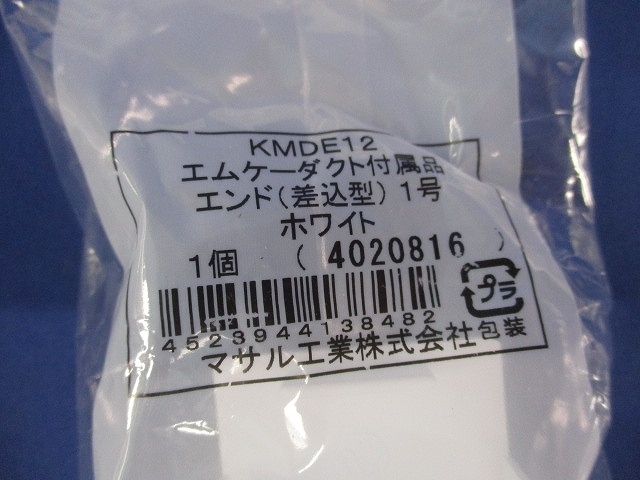 KMDE12
エムケーダクト付属品
エンド(差込型)1号
ホワイト
1個 (4020816)
4523944138482
プラ
マサル工業株式会社包装